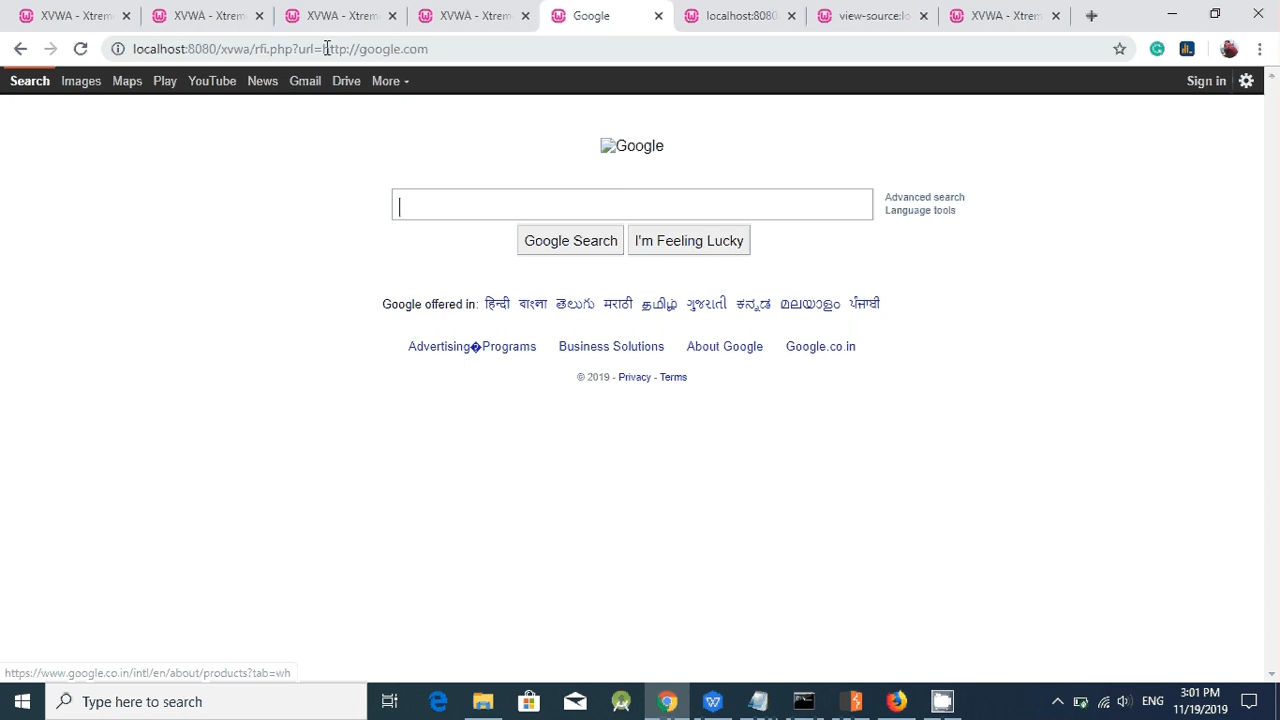 XVWA - Xtrem
XVWA - Xtrem
XVWA - Xtrem
XVWA - Xtrem
Google
localhost:8080
view-source:lo
XVWA - Xtrem
localhost:8080/xvwa/rfi.php?url=http://google.com
Search Images Maps Play YouTube News Gmail Drive More
Sign in
Google
Advanced search
Language tools
Google Search
I'm Feeling Lucky
Google offered in: हिन्दी বাংলা తెలుగు मराठी தமிழ் ગુજરાતી ಕನ್ನಡ മലയാളം ਪੰਜਾਬੀ
Advertising�Programs Business Solutions About Google Google.co.in
© 2019 - Privacy - Terms
https://www.google.co.in/intl/en/about/products?tab=wh
Type here to search
ENG
3:01 PM
11/19/2019